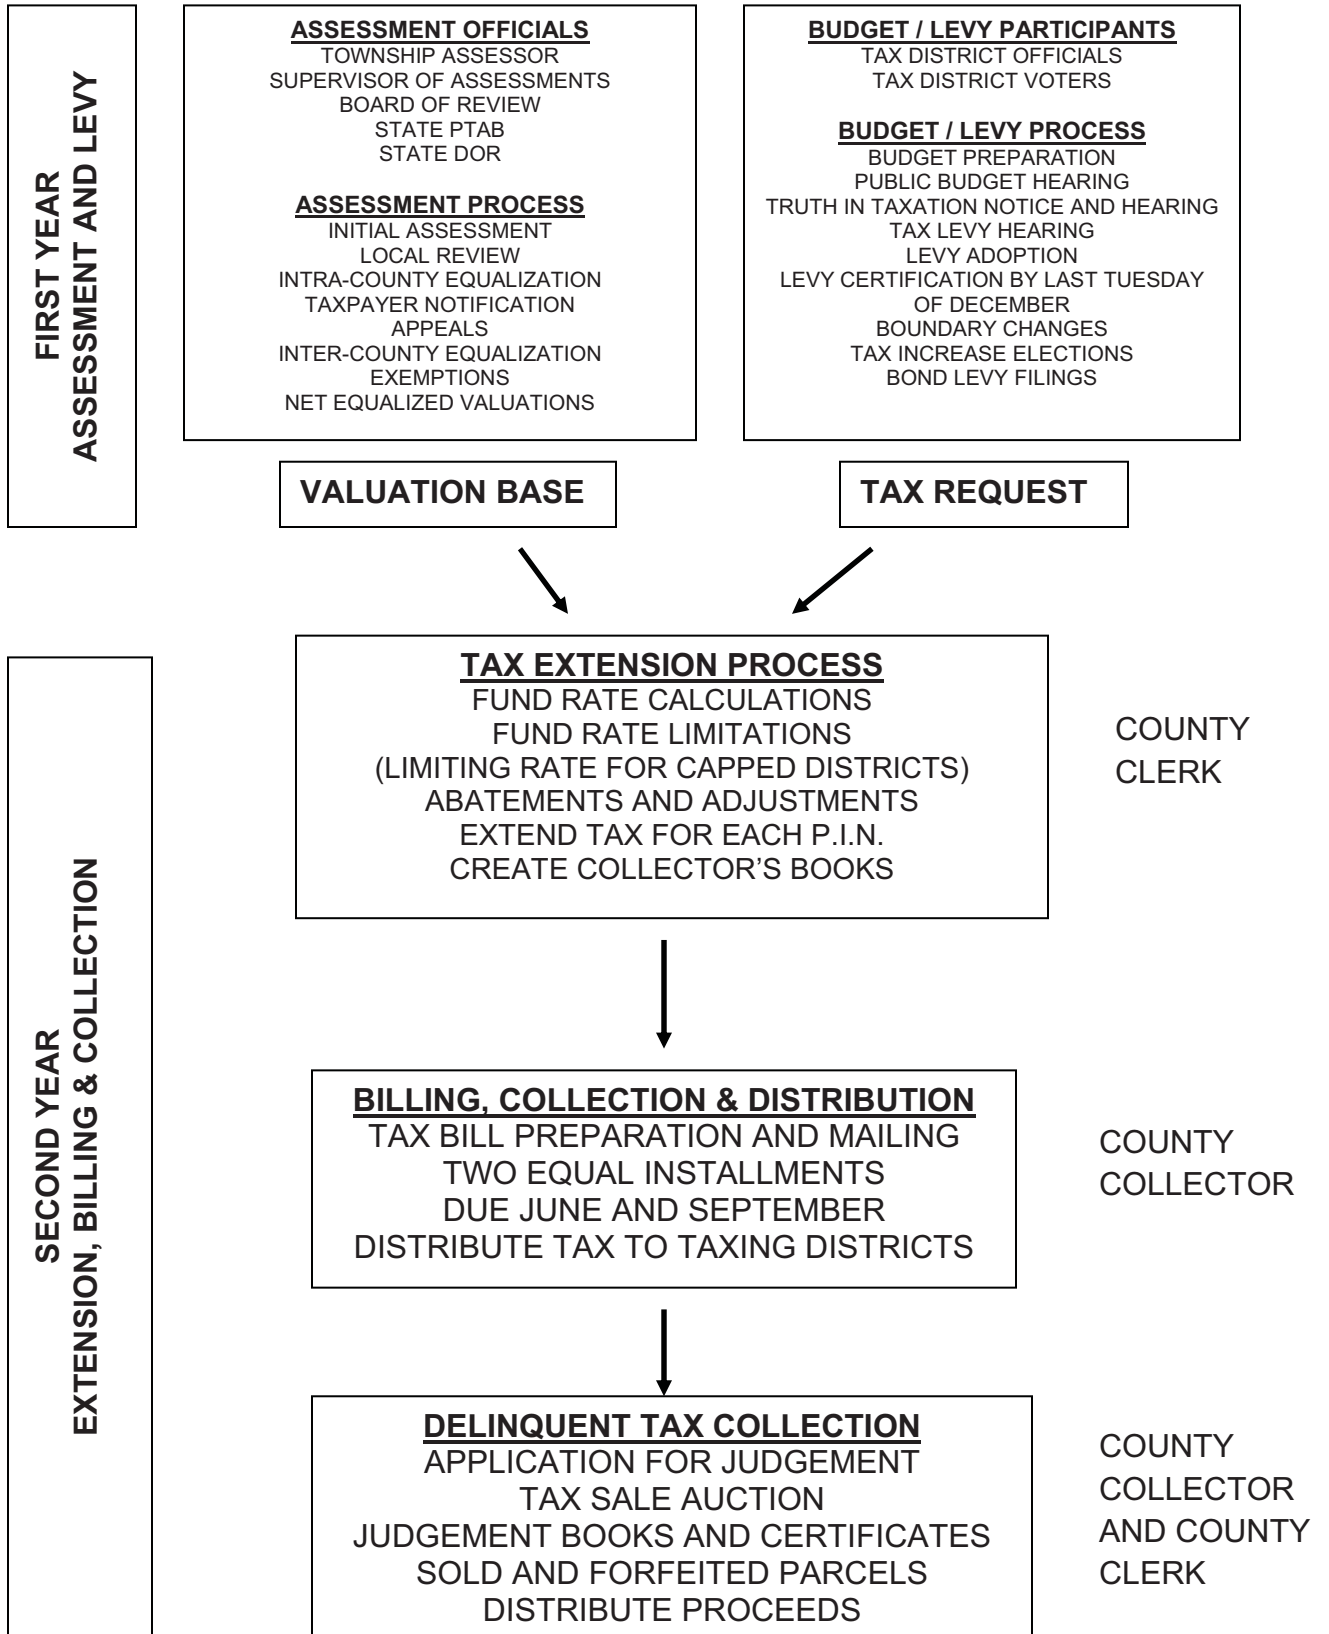 FIRST YEAR
ASSESSMENT AND LEVY
ASSESSMENT OFFICIALS
TOWNSHIP ASSESSOR
SUPERVISOR OF ASSESSMENTS
BOARD OF REVIEW
STATE PTAB
STATE DOR
ASSESSMENT PROCESS
INITIAL ASSESSMENT
LOCAL REVIEW
INTRA-COUNTY EQUALIZATION
TAXPAYER NOTIFICATION
APPEALS
INTER-COUNTY EQUALIZATION
EXEMPTIONS
NET EQUALIZED VALUATIONS
BUDGET / LEVY PARTICIPANTS
TAX DISTRICT OFFICIALS
TAX DISTRICT VOTERS
BUDGET / LEVY PROCESS
BUDGET PREPARATION
PUBLIC BUDGET HEARING
TRUTH IN TAXATION NOTICE AND HEARING
TAX LEVY HEARING
LEVY ADOPTION
LEVY CERTIFICATION BY LAST TUESDAY
OF DECEMBER
BOUNDARY CHANGES
TAX INCREASE ELECTIONS
BOND LEVY FILINGS
VALUATION BASE
TAX REQUEST
SECOND YEAR
EXTENSION, BILLING & COLLECTION
TAX EXTENSION PROCESS
FUND RATE CALCULATIONS
FUND RATE LIMITATIONS
(LIMITING RATE FOR CAPPED DISTRICTS)
ABATEMENTS AND ADJUSTMENTS
EXTEND TAX FOR EACH P.I.N.
CREATE COLLECTOR’S BOOKS
COUNTY
CLERK
BILLING, COLLECTION & DISTRIBUTION
TAX BILL PREPARATION AND MAILING
TWO EQUAL INSTALLMENTS
DUE JUNE AND SEPTEMBER
DISTRIBUTE TAX TO TAXING DISTRICTS
COUNTY
COLLECTOR
DELINQUENT TAX COLLECTION
APPLICATION FOR JUDGEMENT
TAX SALE AUCTION
JUDGEMENT BOOKS AND CERTIFICATES
SOLD AND FORFEITED PARCELS
DISTRIBUTE PROCEEDS
COUNTY
COLLECTOR
AND COUNTY
CLERK